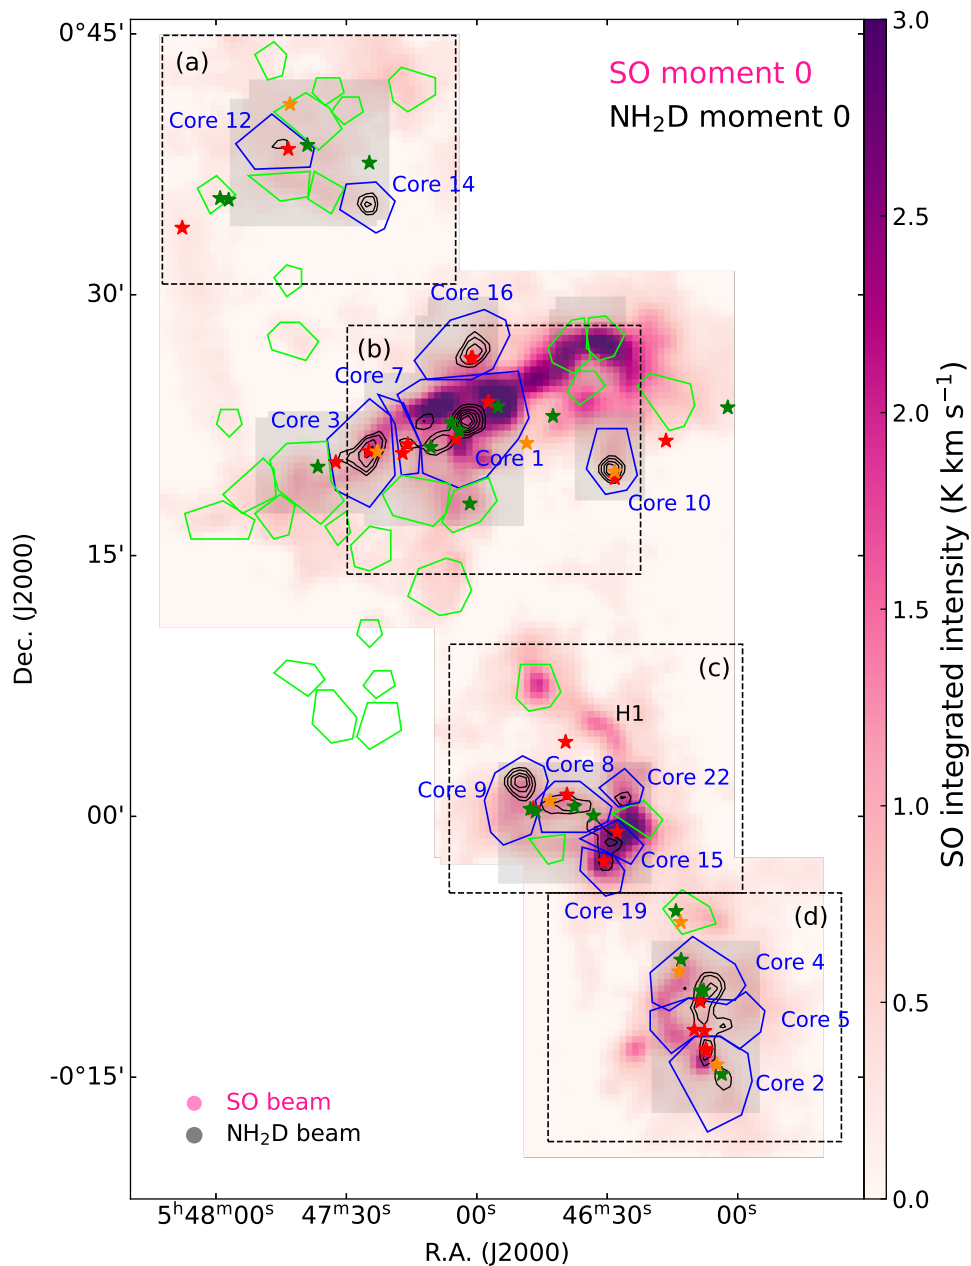 SO moment 0
NH₂D moment 0
(a)
Core 12
Core 14
Core 16
(b)
Core 7
Core 3
Core 1
Core 10
(c)
H1
Core 8
Core 9
Core 22
Core 15
Core 19
(d)
Core 4
Core 5
Core 2
SO beam
NH₂D beam
0°45'
30'
15'
00'
-0°15'
Dec. (J2000)
5ʰ48ᵐ00ˢ
47ᵐ30ˢ
00ˢ
46ᵐ30ˢ
00ˢ
R.A. (J2000)
3.0
2.5
2.0
1.5
1.0
0.5
0.0
SO integrated intensity (K km s⁻¹)